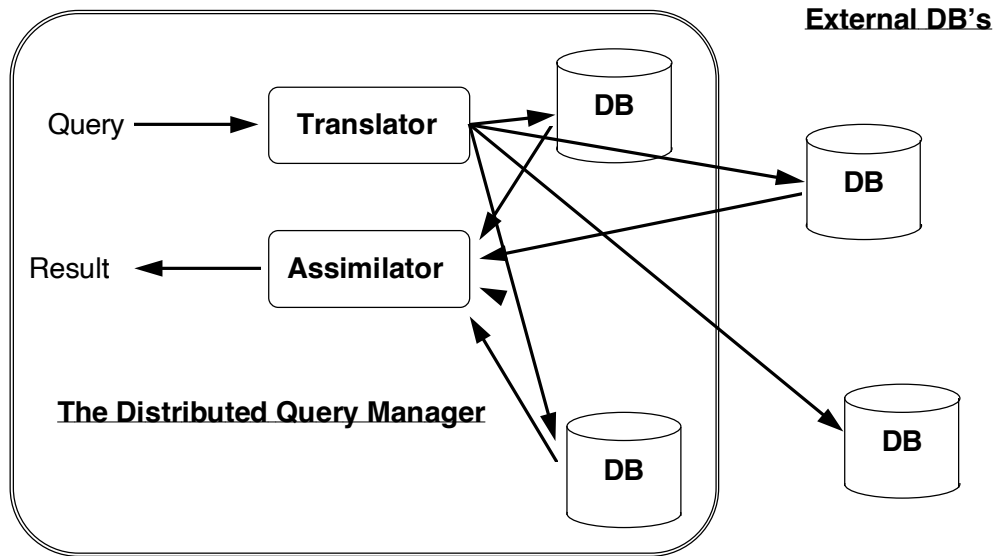 External DB's
DB
Query
Translator
DB
Result
Assimilator
The Distributed Query Manager
DB
DB